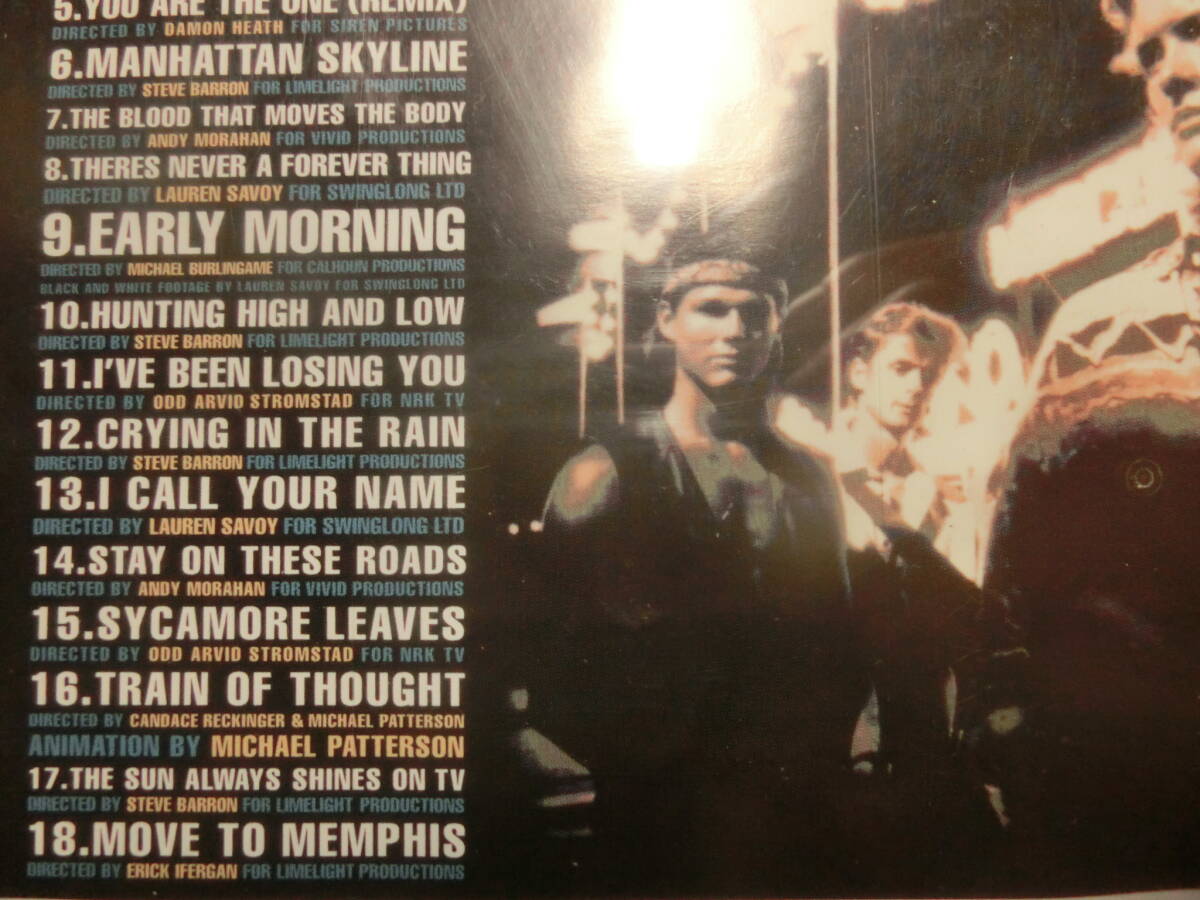 5.YOU ARE THE ONE (REMIX)
DIRECTED BY DAMON HEATH FOR SIREN PICTURES
6.MANHATTAN SKYLINE
DIRECTED BY STEVE BARRON FOR LIMELIGHT PRODUCTIONS
7.THE BLOOD THAT MOVES THE BODY
DIRECTED BY ANDY MORAHAN FOR VIVID PRODUCTIONS
8.THERES NEVER A FOREVER THING
DIRECTED BY LAUREN SAVOY FOR SWINGLONG LTD
9.EARLY MORNING
DIRECTED BY MICHAEL BURLINGAME FOR CALHOUN PRODUCTIONS
BLACK AND WHITE FOOTAGE BY LAUREN SAVOY FOR SWINGLONG LTD
10.HUNTING HIGH AND LOW
DIRECTED BY STEVE BARRON FOR LIMELIGHT PRODUCTIONS
11.I'VE BEEN LOSING YOU
DIRECTED BY ODD ARVID STROMSTAD FOR NRK TV
12.CRYING IN THE RAIN
DIRECTED BY STEVE BARRON FOR LIMELIGHT PRODUCTIONS
13.I CALL YOUR NAME
DIRECTED BY LAUREN SAVOY FOR SWINGLONG LTD
14.STAY ON THESE ROADS
DIRECTED BY ANDY MORAHAN FOR VIVID PRODUCTIONS
15.SYCAMORE LEAVES
DIRECTED BY ODD ARVID STROMSTAD FOR NRK TV
16.TRAIN OF THOUGHT
DIRECTED BY CANDACE RECKINGER & MICHAEL PATTERSON
ANIMATION BY MICHAEL PATTERSON
17.THE SUN ALWAYS SHINES ON TV
DIRECTED BY STEVE BARRON FOR LIMELIGHT PRODUCTIONS
18.MOVE TO MEMPHIS
DIRECTED BY ERICK IFERGAN FOR LIMELIGHT PRODUCTIONS